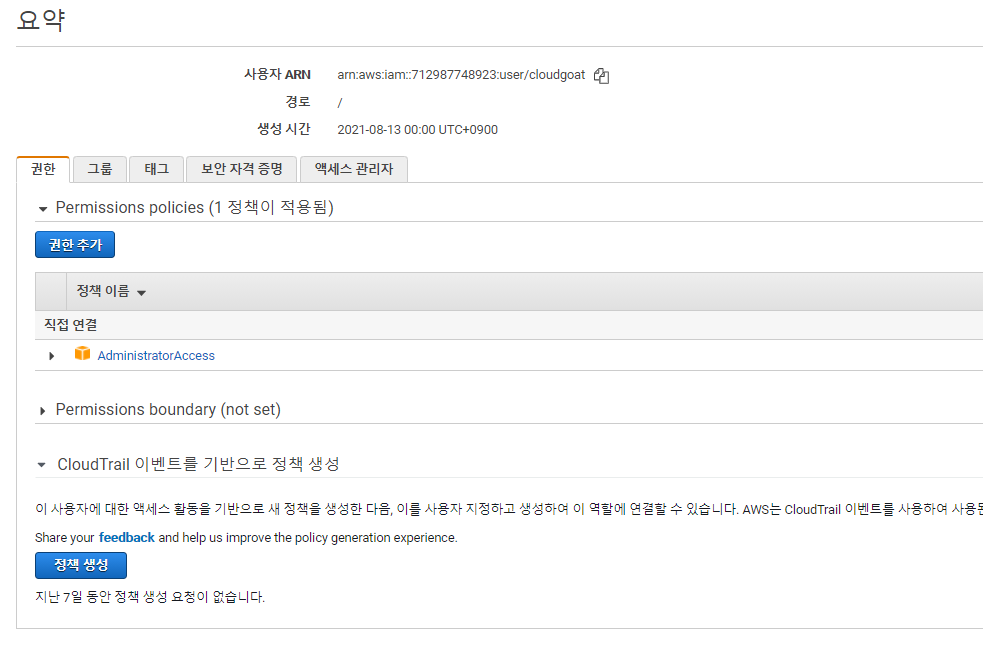 요약
사용자 ARN arn:aws:iam::712987748923:user/cloudgoat
경로 /
생성 시간 2021-08-13 00:00 UTC+0900
권한 그룹 태그 보안 자격 증명 액세스 관리자
Permissions policies (1 정책이 적용됨)
권한 추가
정책 이름
직접 연결
AdministratorAccess
Permissions boundary (not set)
CloudTrail 이벤트를 기반으로 정책 생성
이 사용자에 대한 액세스 활동을 기반으로 새 정책을 생성한 다음, 이를 사용자 지정하고 생성하여 이 역할에 연결할 수 있습니다. AWS는 CloudTrail 이벤트를 사용하여
Share your feedback and help us improve the policy generation experience.
정책 생성
지난 7일 동안 정책 생성 요청이 없습니다.